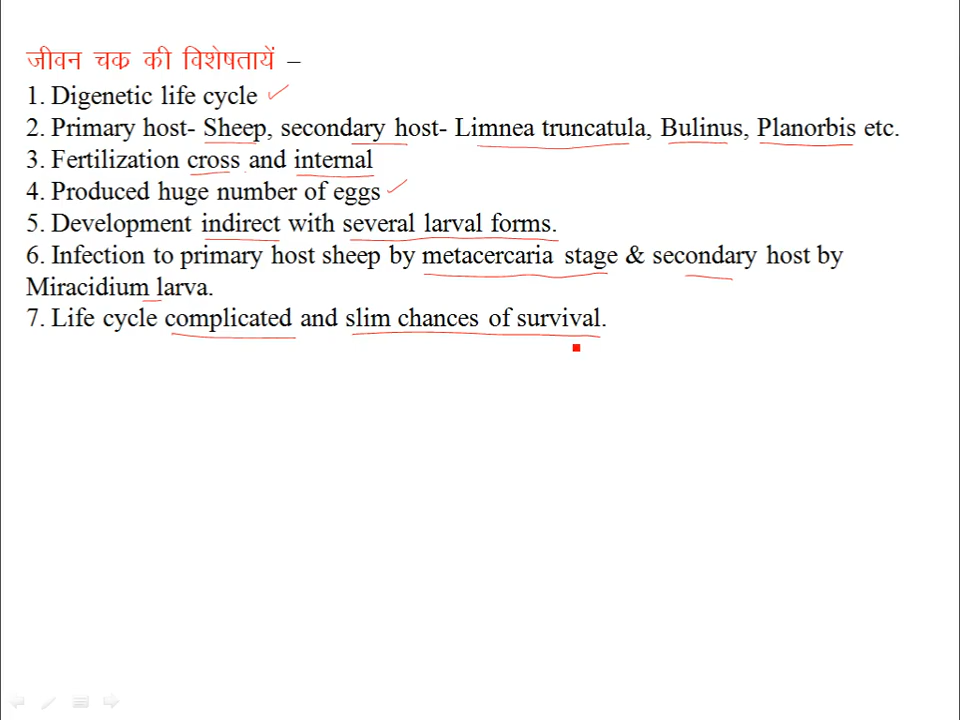 जीवन चक्र की विशेषतायें –
1. Digenetic life cycle
2. Primary host- Sheep, secondary host- Limnea truncatula, Bulinus, Planorbis etc.
3. Fertilization cross and internal
4. Produced huge number of eggs
5. Development indirect with several larval forms.
6. Infection to primary host sheep by metacercaria stage & secondary host by
Miracidium larva.
7. Life cycle complicated and slim chances of survival.